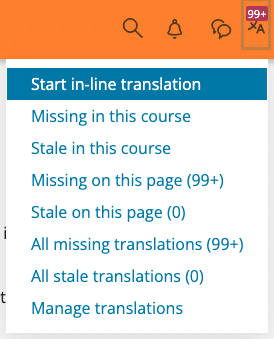 99+
Start in-line translation
Missing in this course
Stale in this course
Missing on this page (99+)
Stale on this page (0)
All missing translations (99+)
All stale translations (0)
Manage translations